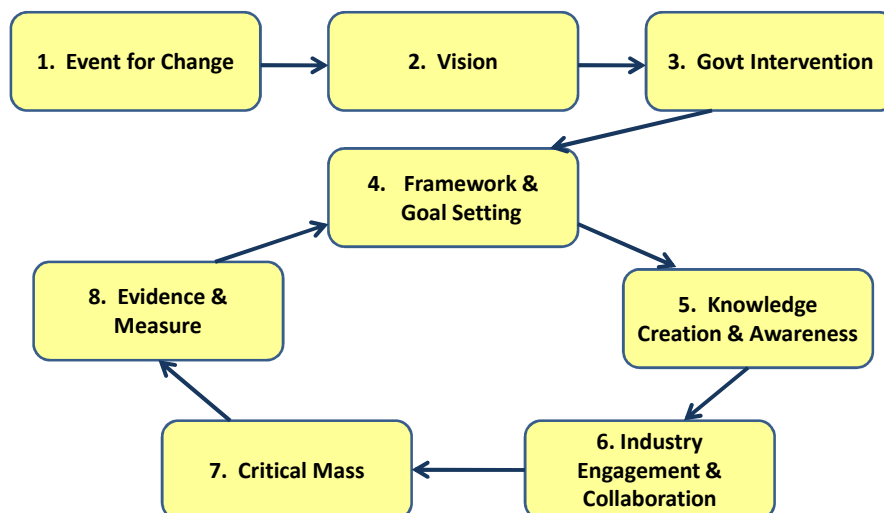 1. Event for Change
2. Vision
3. Govt Intervention
4. Framework &
Goal Setting
5. Knowledge
Creation & Awareness
6. Industry
Engagement &
Collaboration
7. Critical Mass
8. Evidence &
Measure